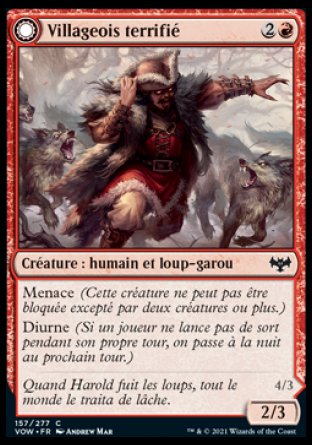 Villageois terrifié 2
Créature : humain et loup-garou
Menace (Cette créature ne peut pas être
bloquée excepté par deux créatures ou plus.)
Diurne (Si un joueur ne lance pas de sort
pendant son propre tour, on passe à la nuit
au prochain tour.)
Quand Harold fuit les loups, tout le
monde le traita de lâche.
4/3
2/3
157/277 C
VOW • FR Andrew Mar
™ & © 2021 Wizards of the Coast